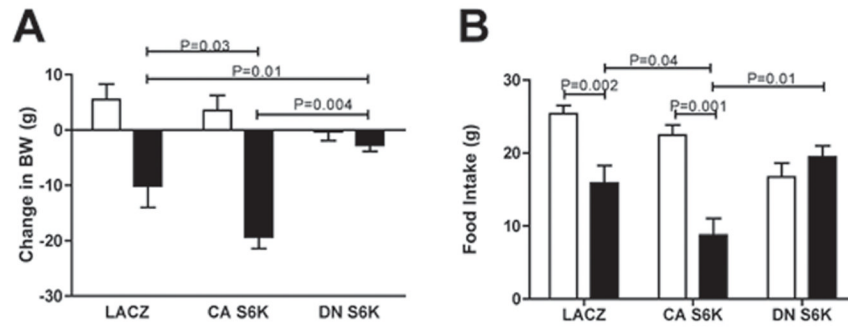 A
P=0.03
P=0.01
P=0.004
Change in BW (g)
10
0
-10
-20
-30
LACZ CA S6K DN S6K
B
P=0.04
P=0.002
P=0.01
P=0.001
Food Intake (g)
30
20
10
0
LACZ CA S6K DN S6K